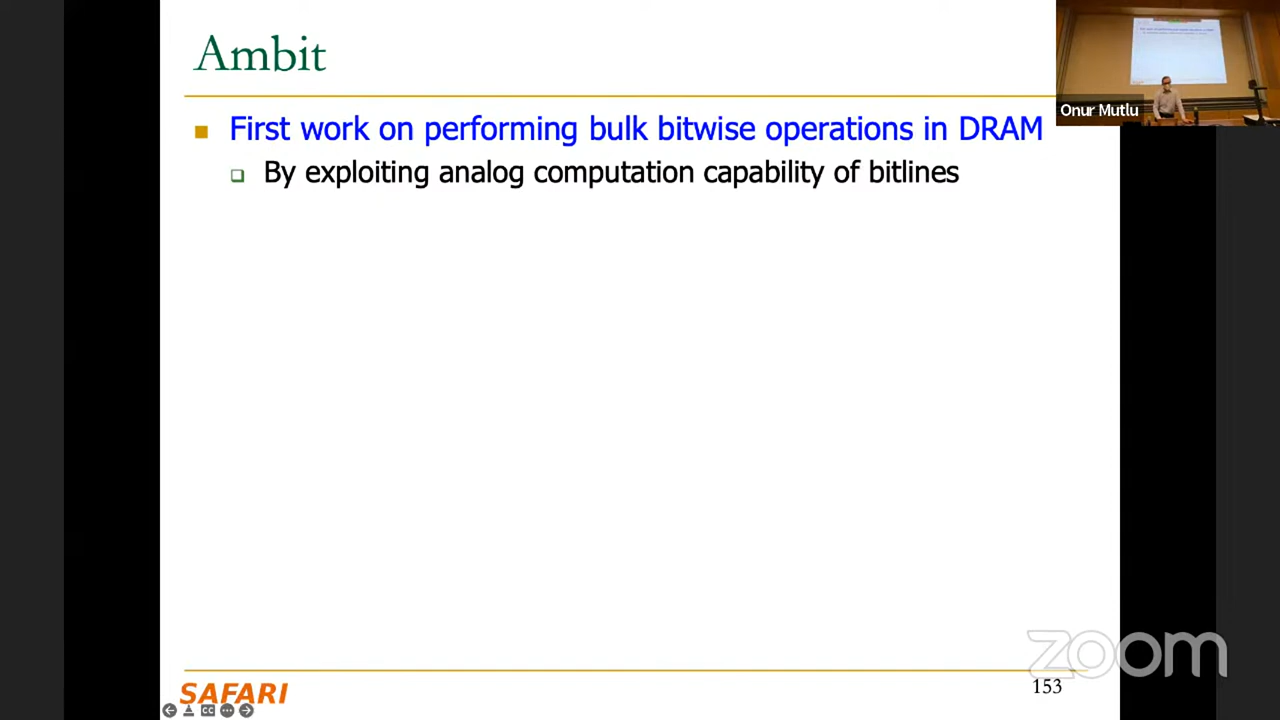 Ambit
First work on performing bulk bitwise operations in DRAM
By exploiting analog computation capability of bitlines
Onur Mutlu
zoom
SAFARI
153
CC